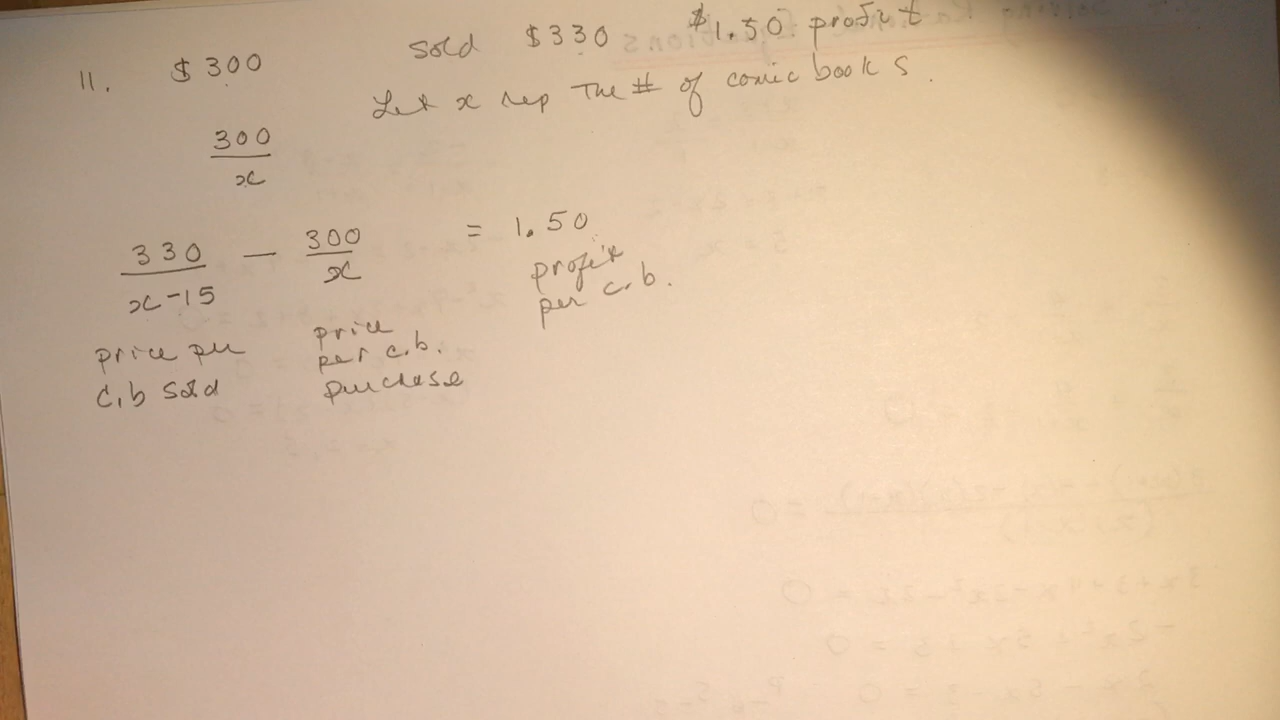 11. $300 sold $330 $1.50 profit
Let x rep The # of comic books.
300
x
330 — 300 = 1.50
x-15 x
profit
per c.b.
price per
c.b sold
price
per c.b.
purchase